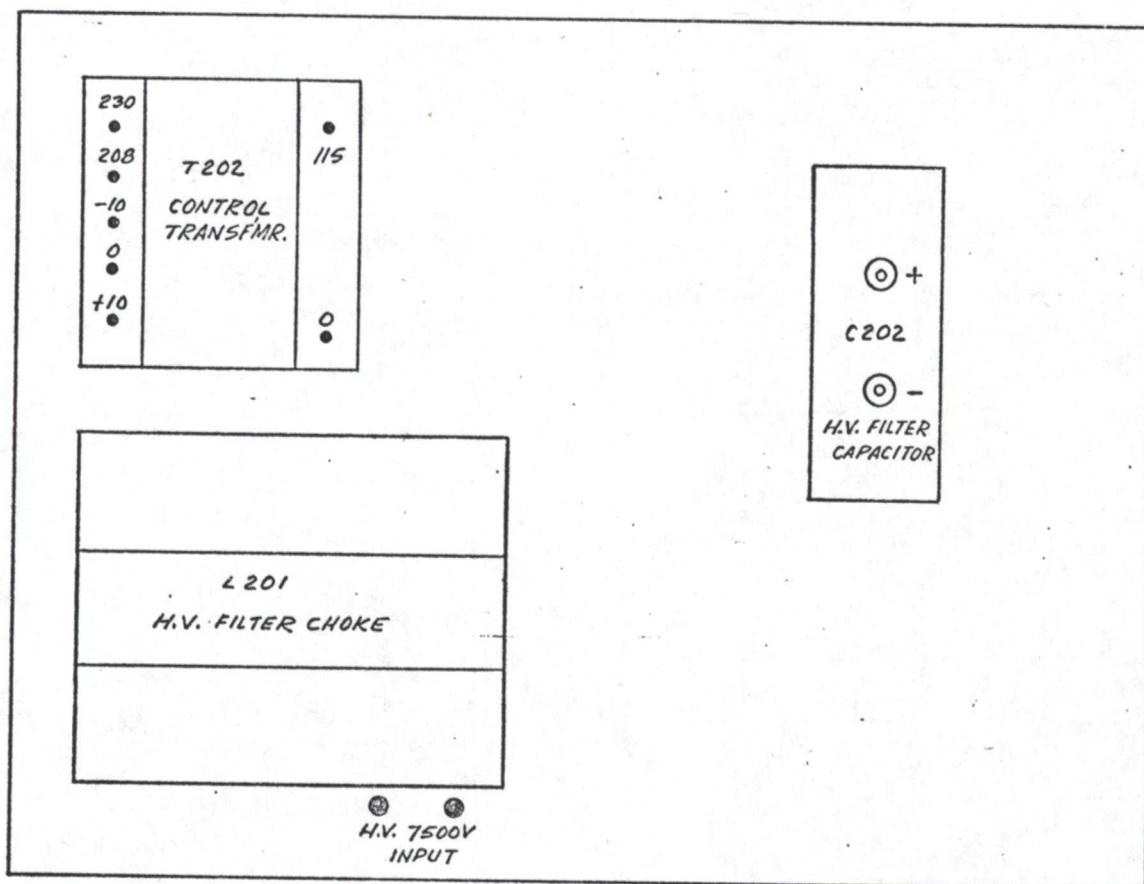 230
208
-10
0
+10
T202
CONTROL
TRANSFMR.
115
0
+
C202
-
H.V. FILTER
CAPACITOR
L201
H.V. FILTER CHOKE
H.V. 7500V
INPUT